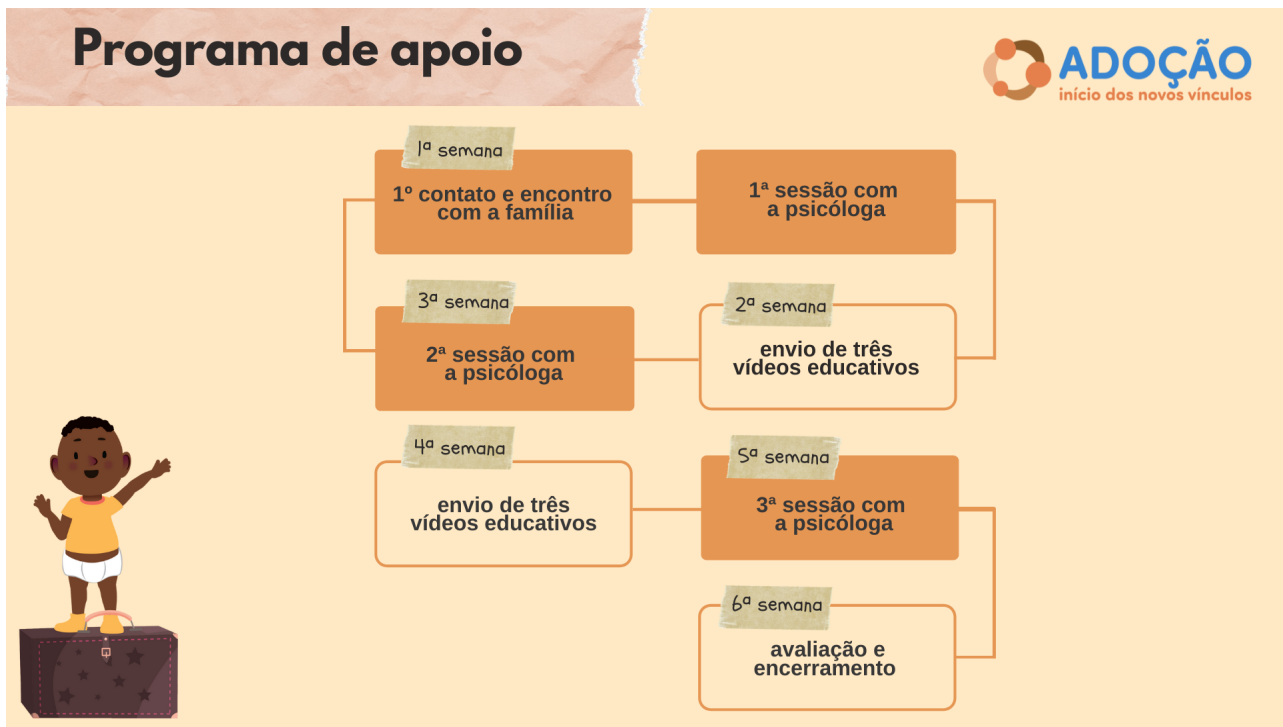 Programa de apoio
ADOÇÃO
início dos novos vínculos
1ª semana
1º contato e encontro
com a família
1ª sessão com
a psicóloga
3ª semana
2ª sessão com
a psicóloga
2ª semana
envio de três
vídeos educativos
4ª semana
envio de três
vídeos educativos
5ª semana
3ª sessão com
a psicóloga
6ª semana
avaliação e
encerramento